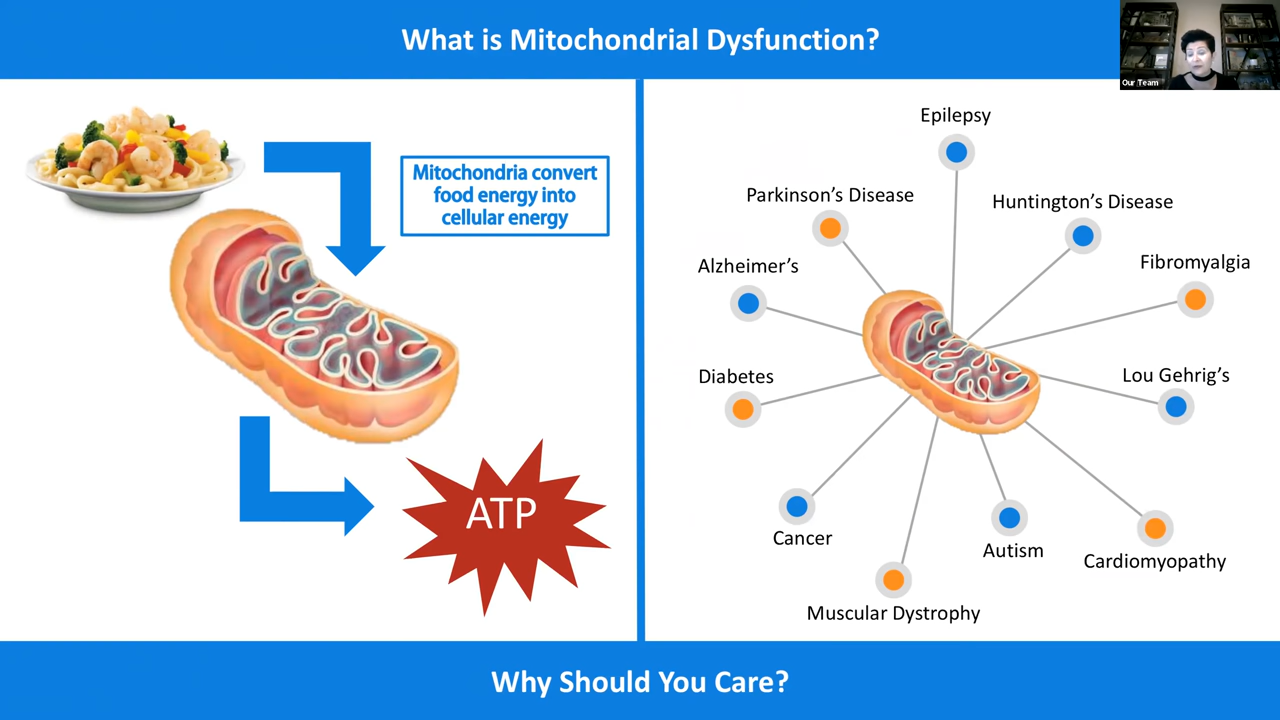 What is Mitochondrial Dysfunction?
Our Team
Mitochondria convert
food energy into
cellular energy
ATP
Epilepsy
Parkinson's Disease
Huntington's Disease
Alzheimer's
Fibromyalgia
Diabetes
Lou Gehrig's
Cancer
Autism
Cardiomyopathy
Muscular Dystrophy
Why Should You Care?